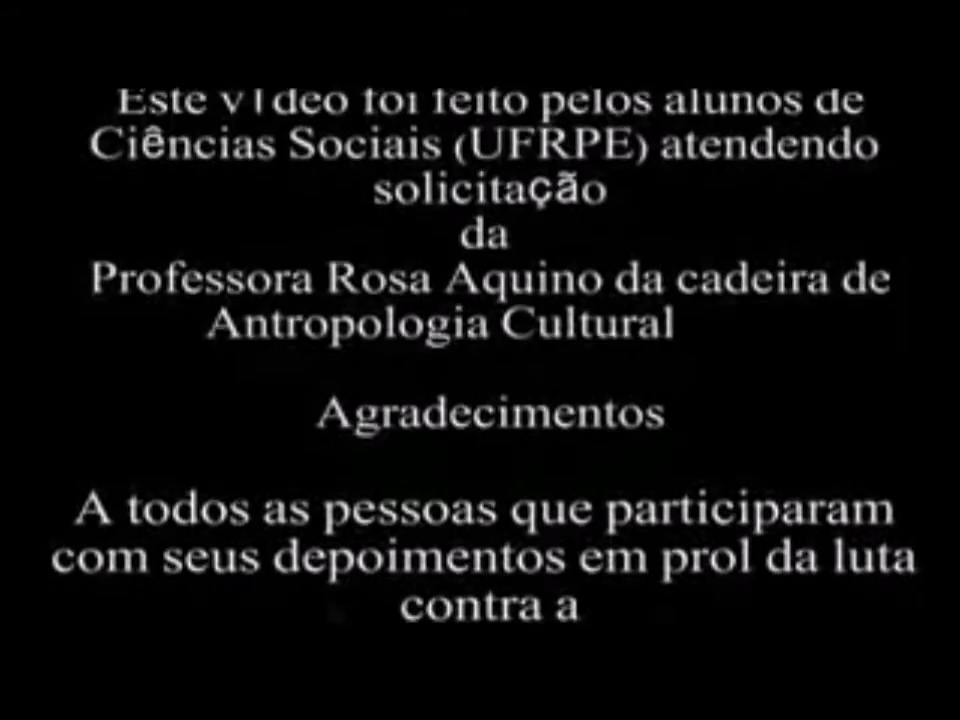 Este vídeo foi feito pelos alunos de
Ciências Sociais (UFRPE) atendendo
solicitação
da
Professora Rosa Aquino da cadeira de
Antropologia Cultural
Agradecimentos
A todos as pessoas que participaram
com seus depoimentos em prol da luta
contra a